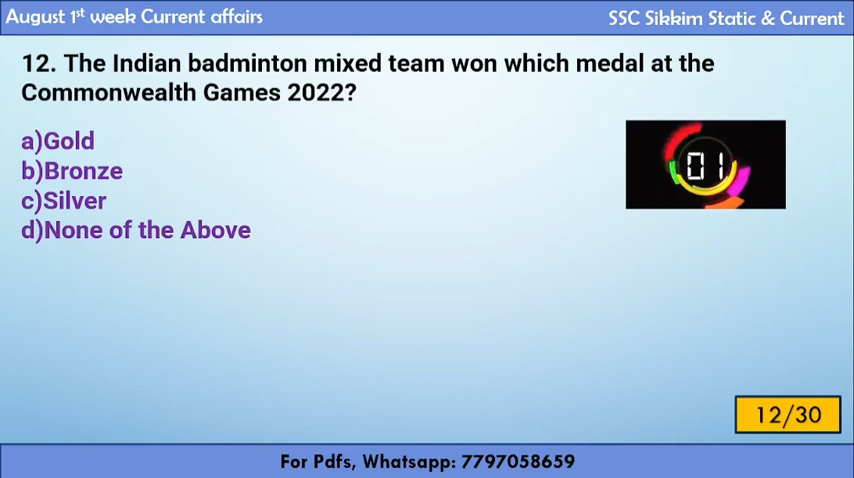 August 1st week Current affairs
SSC Sikkim Static & Current
12. The Indian badminton mixed team won which medal at the
Commonwealth Games 2022?
a)Gold
b)Bronze
c)Silver
d)None of the Above
01
12/30
For Pdfs, Whatsapp: 7797058659